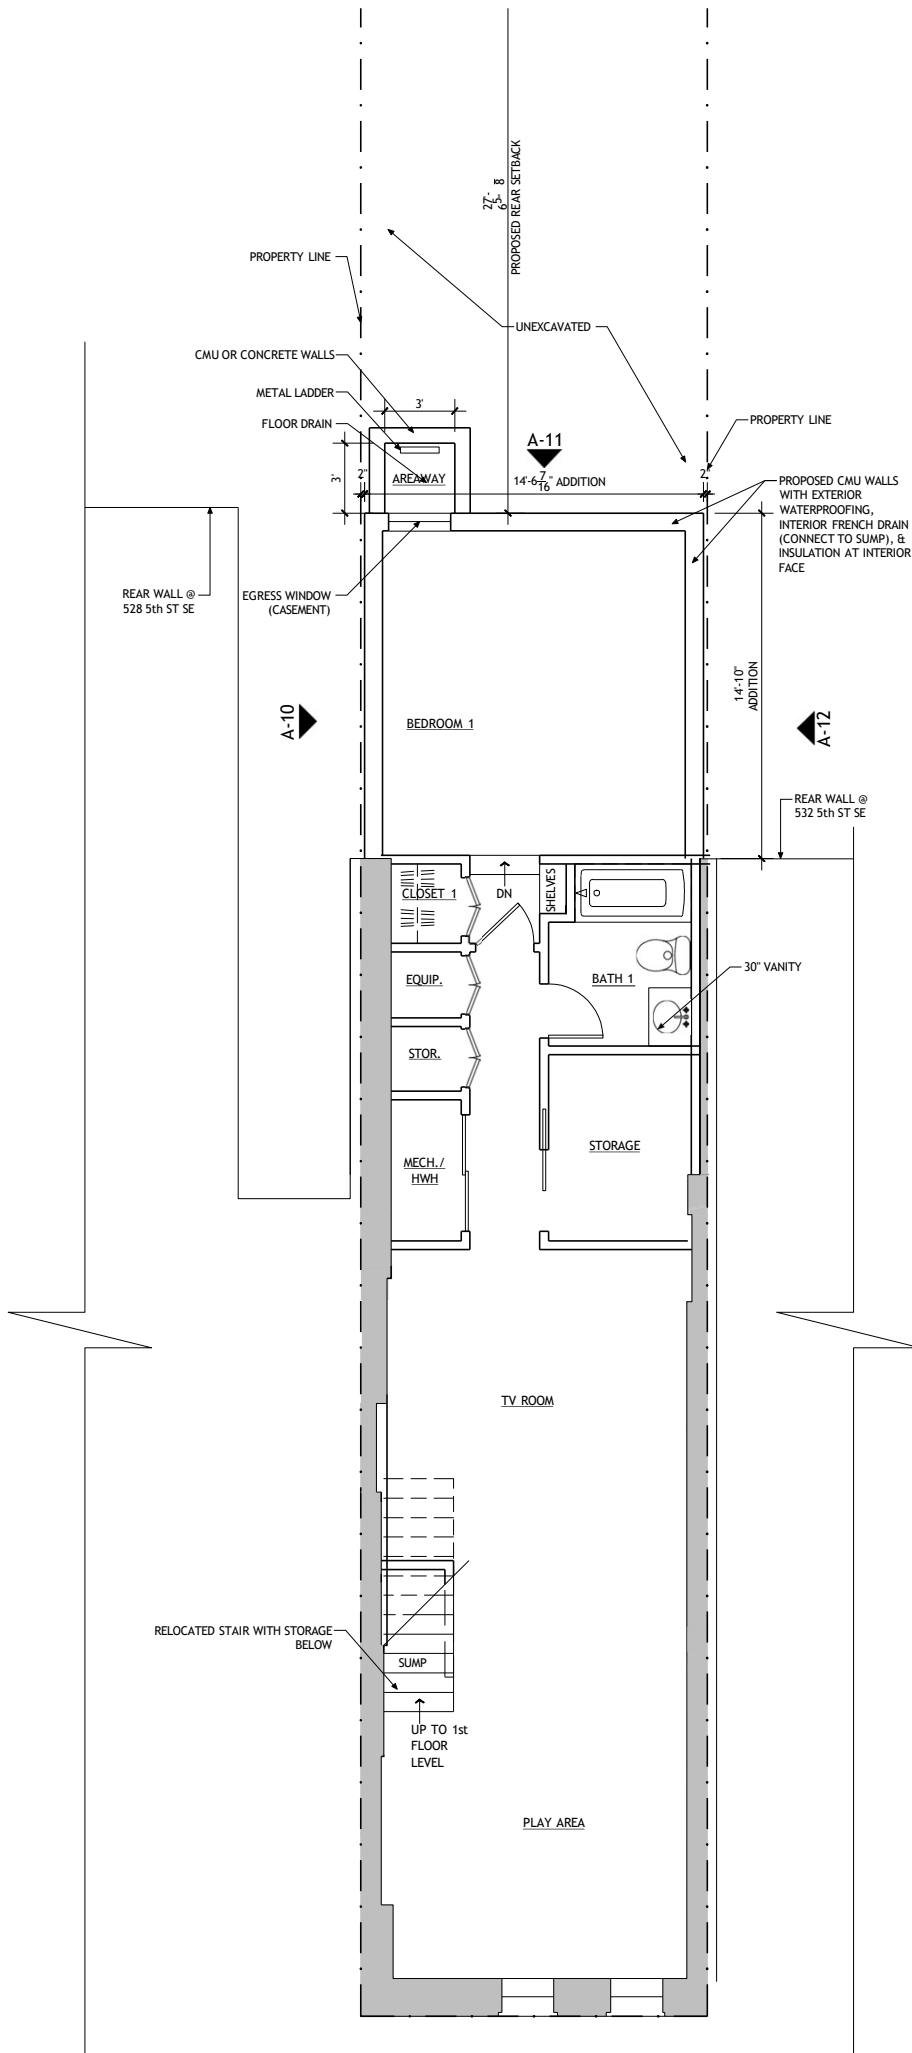 27'-
6 5/8"
PROPOSED REAR SETBACK
PROPERTY LINE
UNEXCAVATED
CMU OR CONCRETE WALLS
METAL LADDER
3'
FLOOR DRAIN
A-11
PROPERTY LINE
3'
2"
AREAWAY
14'-6 7/16" ADDITION
2"
PROPOSED CMU WALLS
WITH EXTERIOR
WATERPROOFING,
INTERIOR FRENCH DRAIN
(CONNECT TO SUMP), &
INSULATION AT INTERIOR
FACE
REAR WALL @
528 5th ST SE
EGRESS WINDOW
(CASEMENT)
14'-10"
ADDITION
A-10
BEDROOM 1
A-12
REAR WALL @
532 5th ST SE
CLOSET 1
DN
SHELVES
EQUIP.
BATH 1
30" VANITY
STOR.
MECH./
HWH
STORAGE
TV ROOM
RELOCATED STAIR WITH STORAGE
BELOW
SUMP
UP TO 1st
FLOOR
LEVEL
PLAY AREA